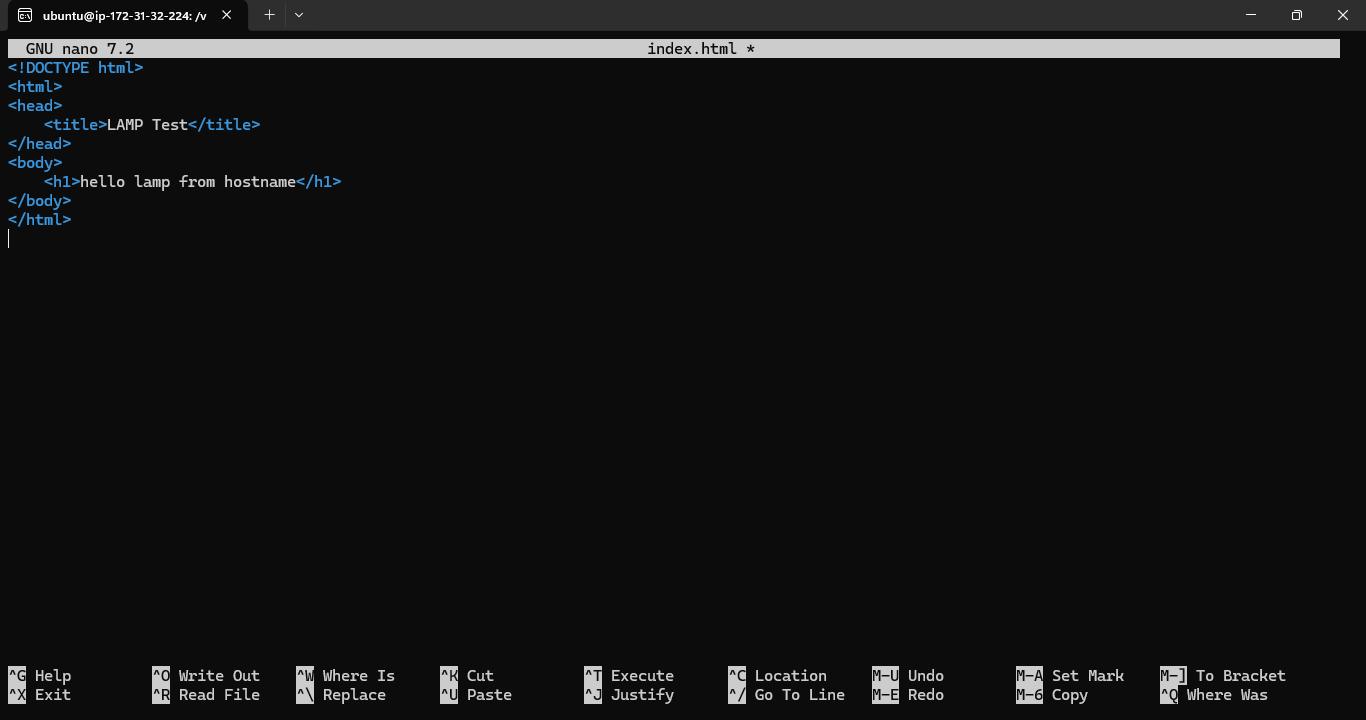 ubuntu@ip-172-31-32-224: /v
GNU nano 7.2 index.html *
<!DOCTYPE html>
<html>
<head>
    <title>LAMP Test</title>
</head>
<body>
    <h1>hello lamp from hostname</h1>
</body>
</html>
^G Help ^O Write Out ^W Where Is ^K Cut ^T Execute ^C Location M-U Undo M-A Set Mark M-] To Bracket
^X Exit ^R Read File ^\ Replace ^U Paste ^J Justify ^/ Go To Line M-E Redo M-6 Copy ^Q Where Was